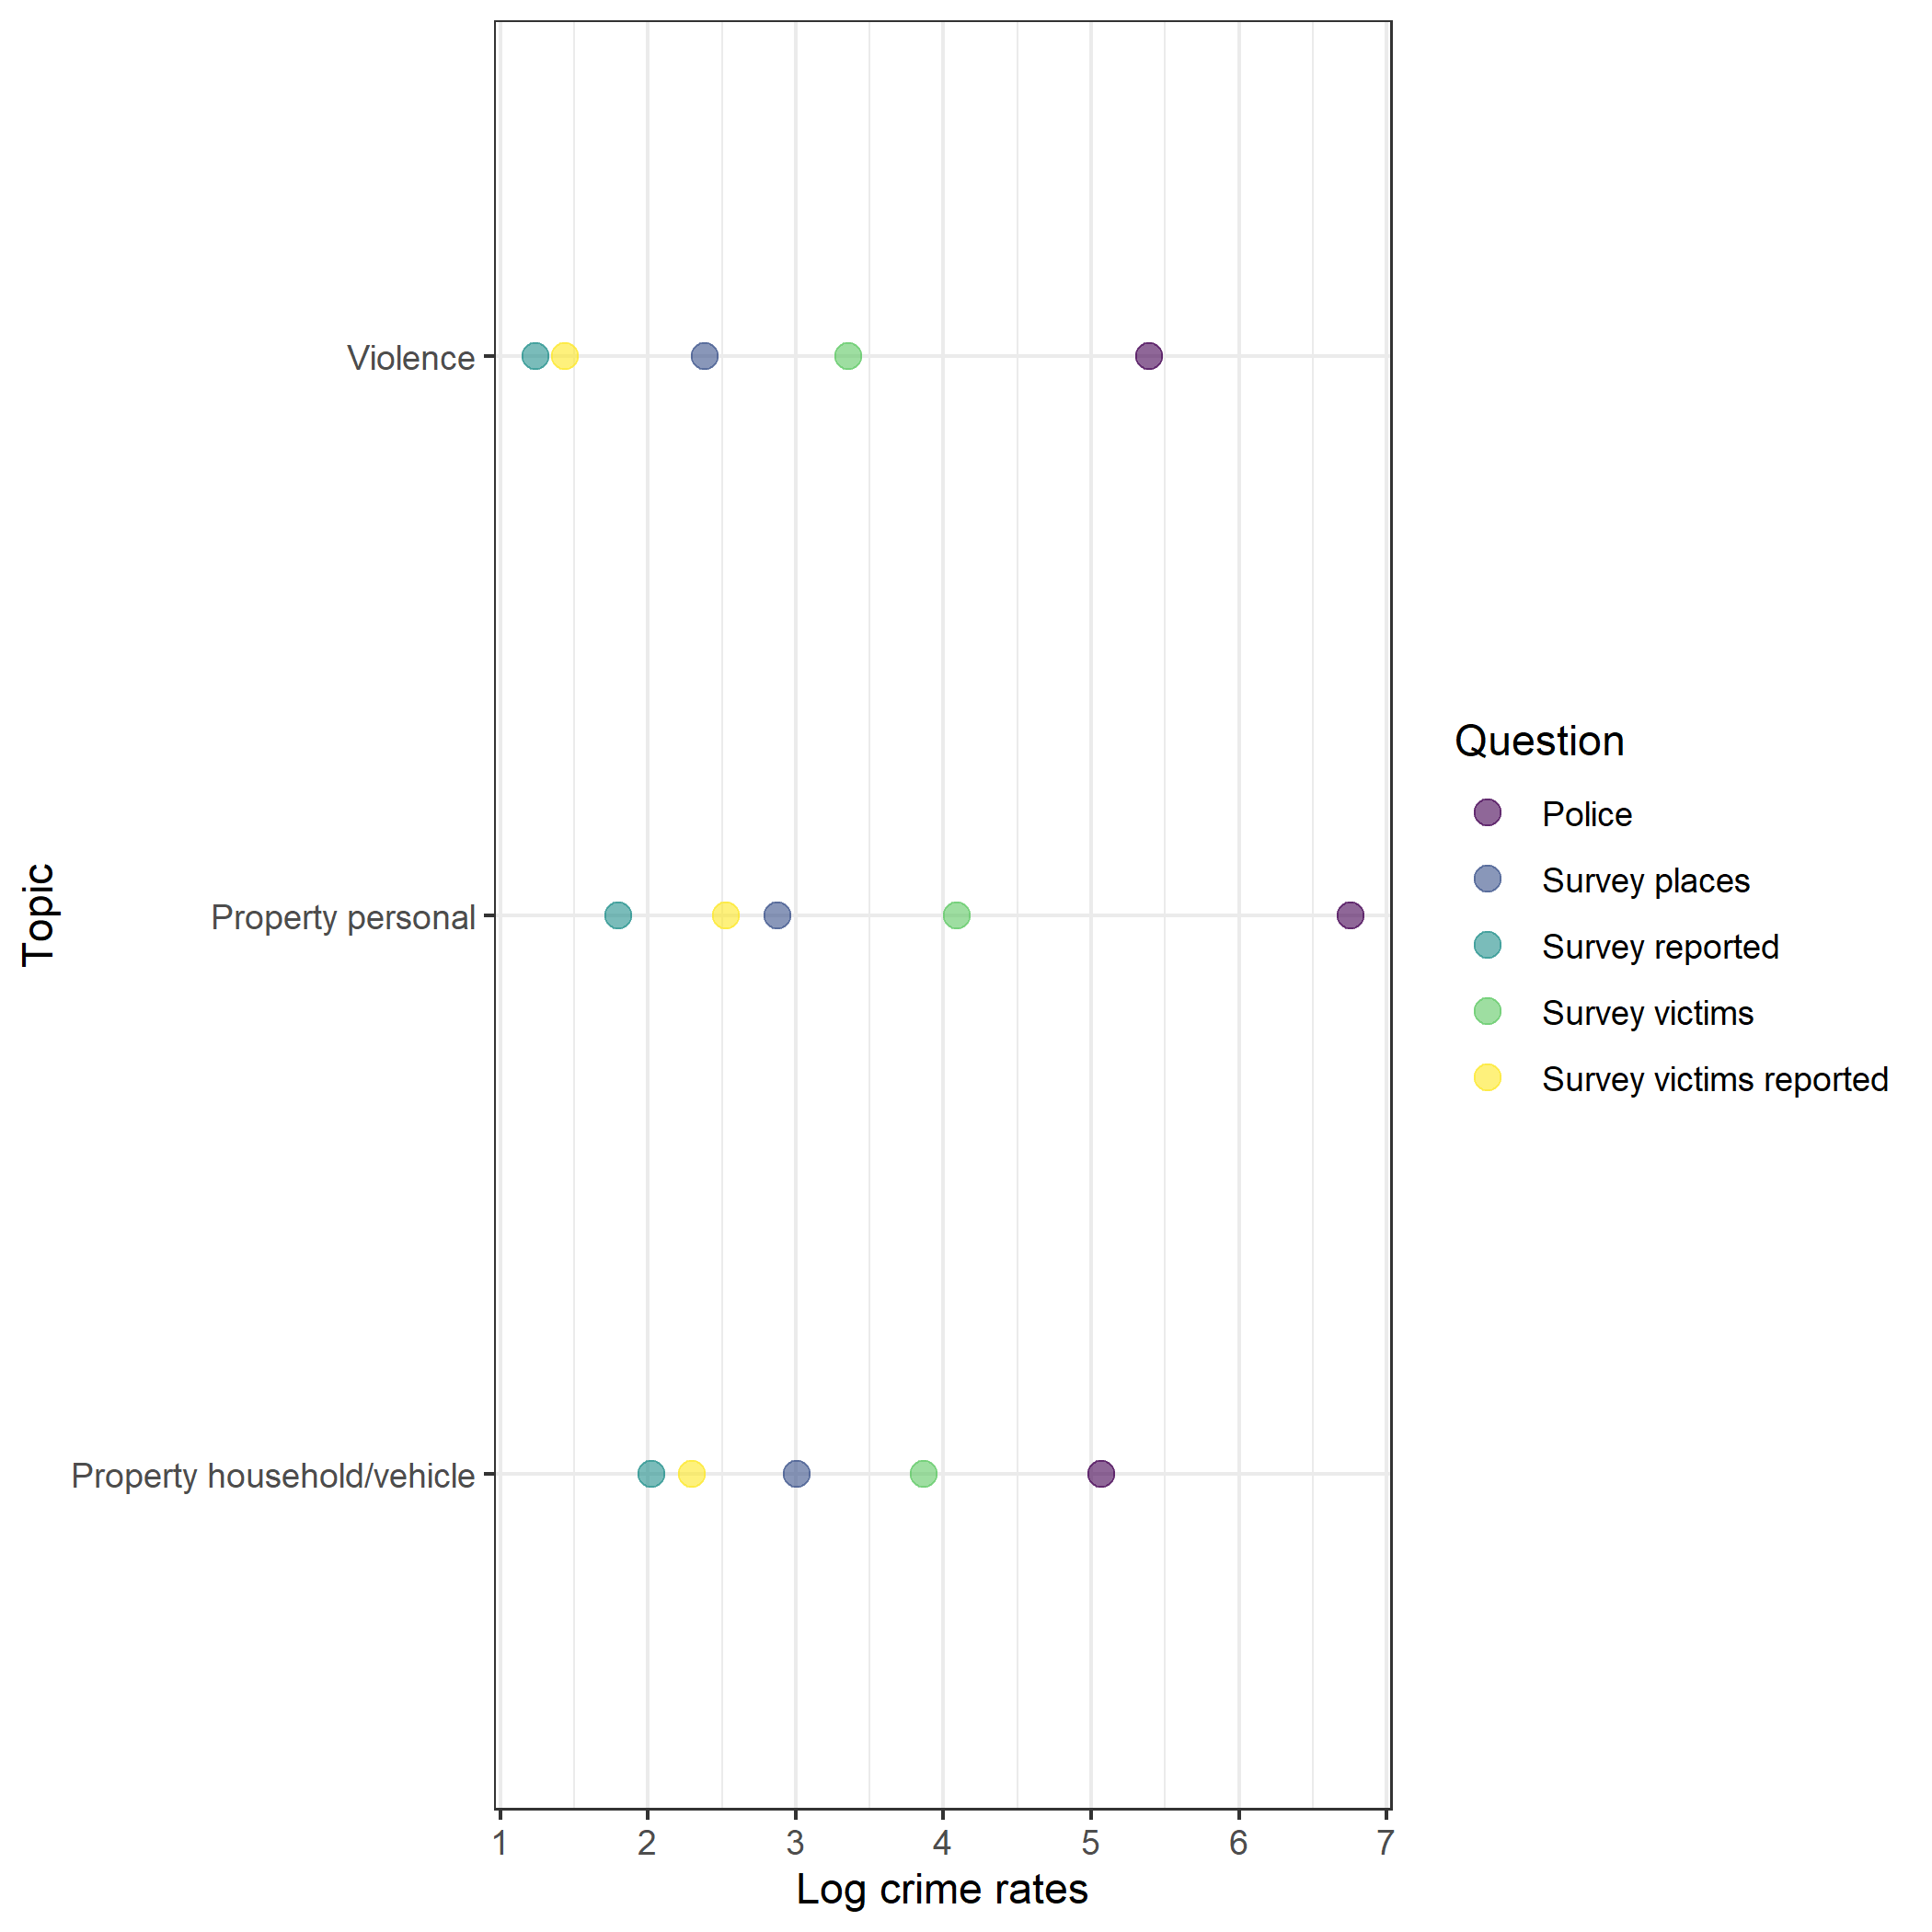 Violence
Property personal
Property household/vehicle
Topic
1 2 3 4 5 6 7
Log crime rates
Question
Police
Survey places
Survey reported
Survey victims
Survey victims reported